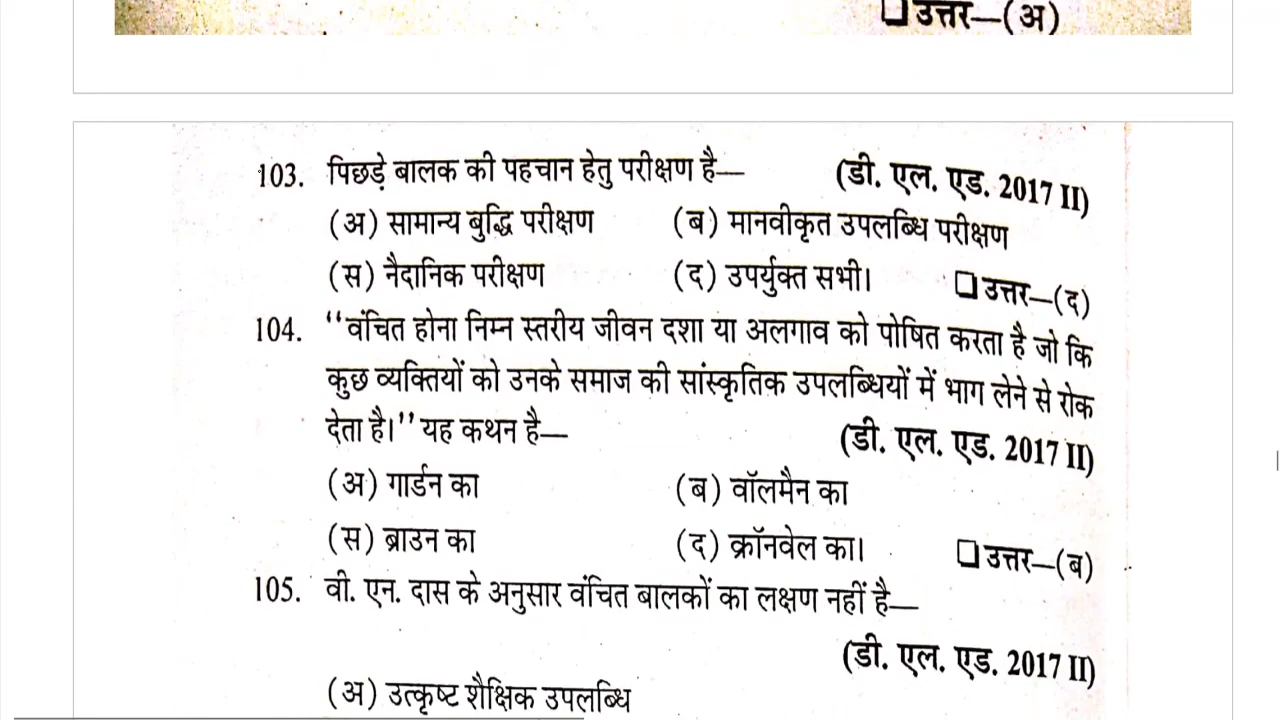 ❑ उत्तर—(अ)
103. पिछड़े बालक की पहचान हेतु परीक्षण है— (डी. एल. एड. 2017 II)
(अ) सामान्य बुद्धि परीक्षण (ब) मानवीकृत उपलब्धि परीक्षण
(स) नैदानिक परीक्षण (द) उपर्युक्त सभी। ❑ उत्तर—(द)
104. ‘‘वंचित होना निम्न स्तरीय जीवन दशा या अलगाव को पोषित करता है जो कि
कुछ व्यक्तियों को उनके समाज की सांस्कृतिक उपलब्धियों में भाग लेने से रोक
देता है।’’ यह कथन है— (डी. एल. एड. 2017 II)
(अ) गार्डन का (ब) वॉलमैन का
(स) ब्राउन का (द) क्रॉनवेल का। ❑ उत्तर—(ब)
105. वी. एन. दास के अनुसार वंचित बालकों का लक्षण नहीं है—
(डी. एल. एड. 2017 II)
(अ) उत्कृष्ट शैक्षिक उपलब्धि